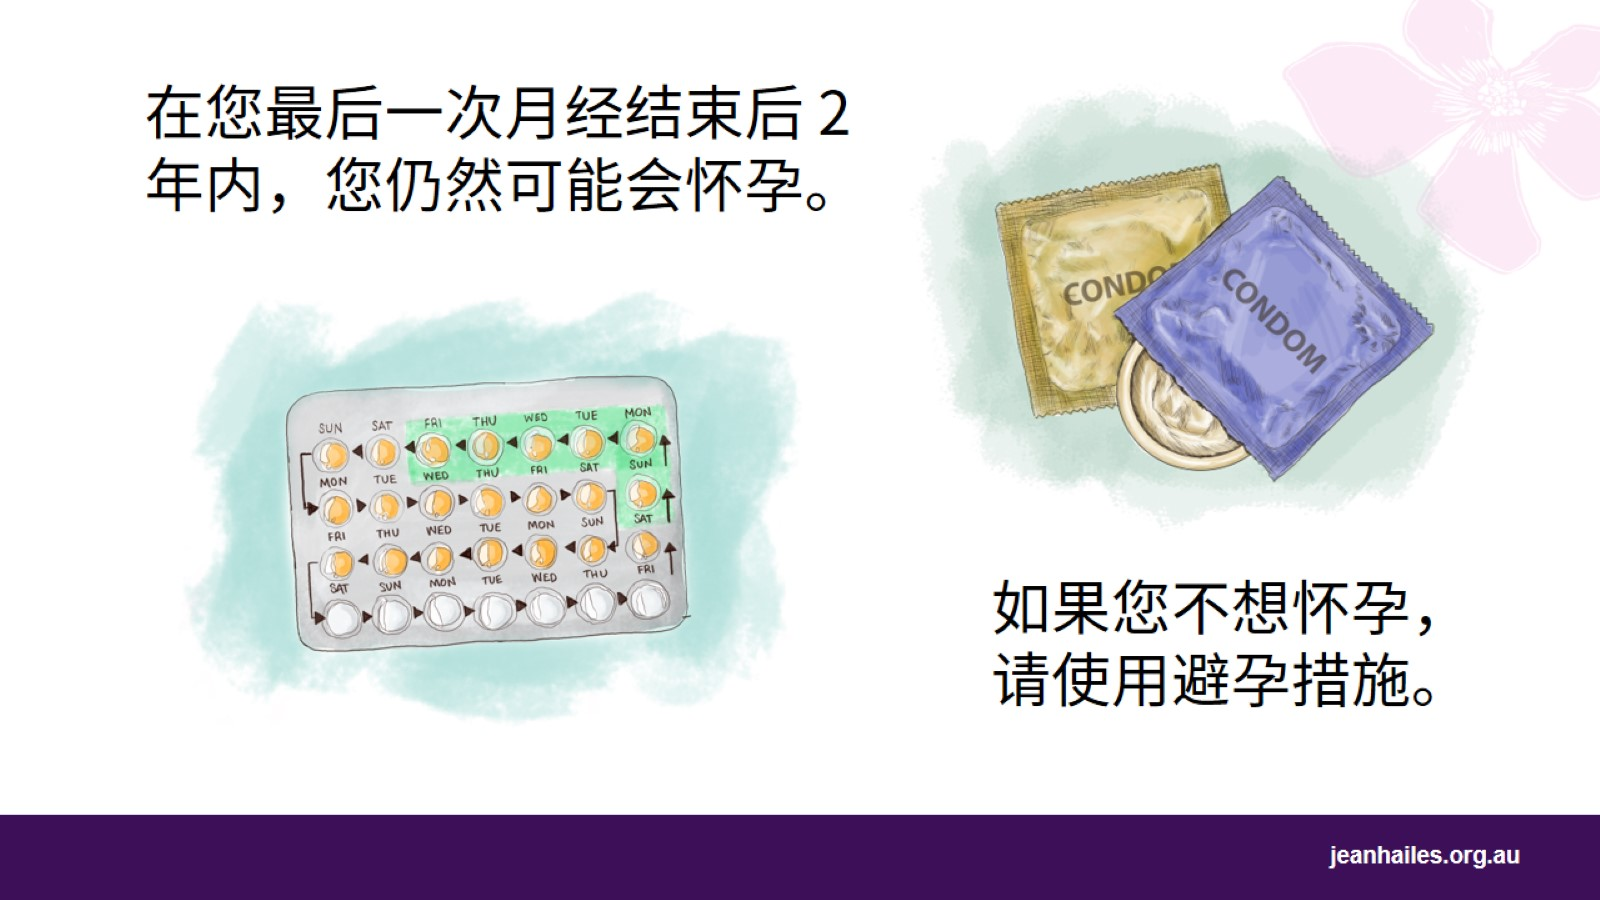 在您最后一次月经结束后 2
年内，您仍然可能会怀孕。
CONDO
CONDOM
SUN SAT FRI THU WED TUE MON
MON TUE WED THU FRI SAT SUN
FRI THU WED TUE MON SUN SAT
SAT SUN MON TUE WED THU FRI
如果您不想怀孕，
请使用避孕措施。
jeanhailes.org.au